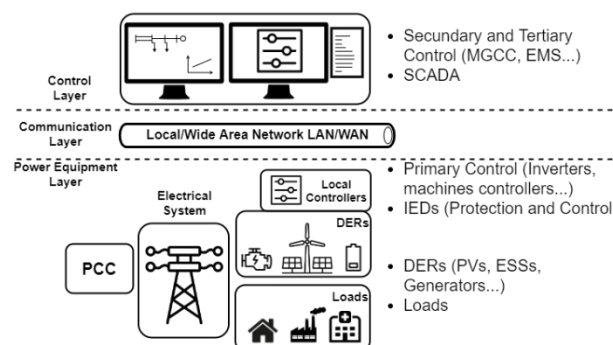 Control
Layer
• Secundary and Tertiary
Control (MGCC, EMS...)
• SCADA
Communication
Layer
Local/Wide Area Network LAN/WAN
Power Equipment
Layer
Electrical
System
PCC
Local
Controllers
DERs
Loads
• Primary Control (Inverters,
machines controllers...)
• IEDs (Protection and Control
• DERs (PVs, ESSs,
Generators...)
• Loads